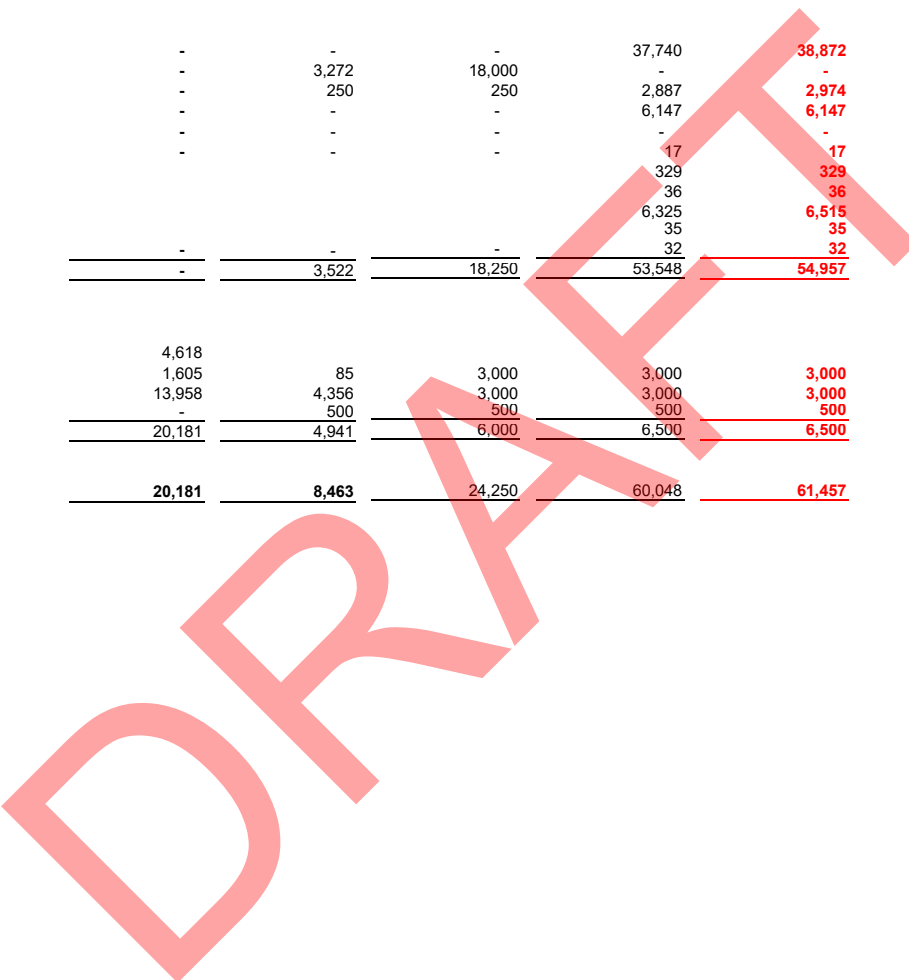 - - - 37,740 38,872
- 3,272 18,000 - -
- 250 250 2,887 2,974
- - - 6,147 6,147
- - - - -
- - - 17 17
329 329
36 36
6,325 6,515
35 35
- - - 32 32
- 3,522 18,250 53,548 54,957
4,618
1,605 85 3,000 3,000 3,000
13,958 4,356 3,000 3,000 3,000
- 500 500 500 500
20,181 4,941 6,000 6,500 6,500
20,181 8,463 24,250 60,048 61,457
DRAFT